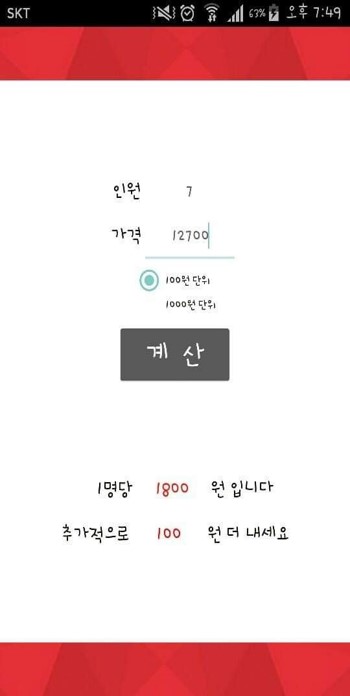 SKT 63% 오후 7:49
인원 7
가격 12700
100원 단위
1000원 단위
계 산
1명당 1800 원 입니다
추가적으로 100 원 더 내세요